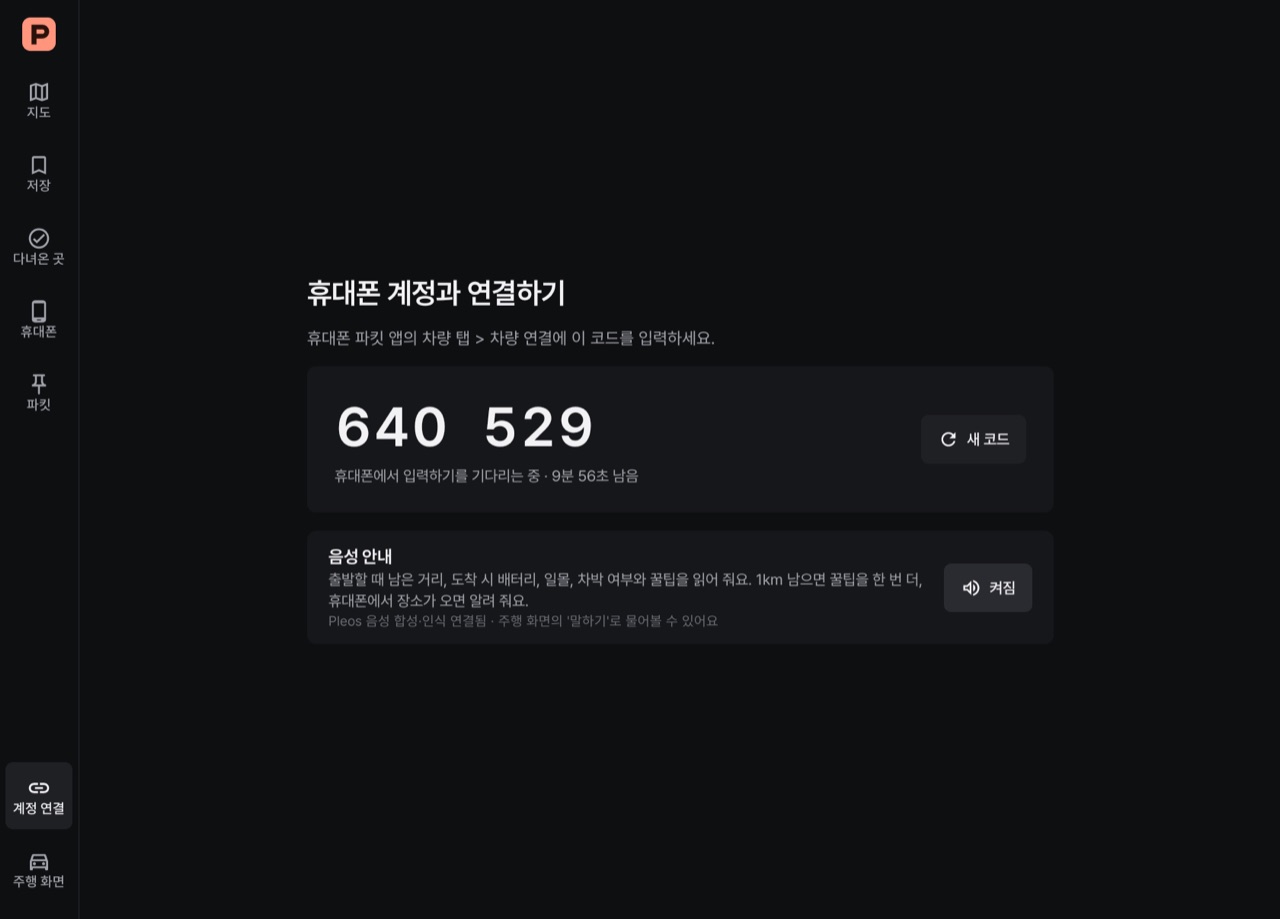 P
지도
저장
다녀온 곳
휴대폰
파킷
계정 연결
주행 화면
휴대폰 계정과 연결하기
휴대폰 파킷 앱의 차량 탭 > 차량 연결에 이 코드를 입력하세요.
640 529
휴대폰에서 입력하기를 기다리는 중 · 9분 56초 남음
새 코드
음성 안내
출발할 때 남은 거리, 도착 시 배터리, 일몰, 차박 여부와 꿀팁을 읽어 줘요. 1km 남으면 꿀팁을 한 번 더,
휴대폰에서 장소가 오면 알려 줘요.
Pleos 음성 합성·인식 연결됨 · 주행 화면의 '말하기'로 물어볼 수 있어요
켜짐